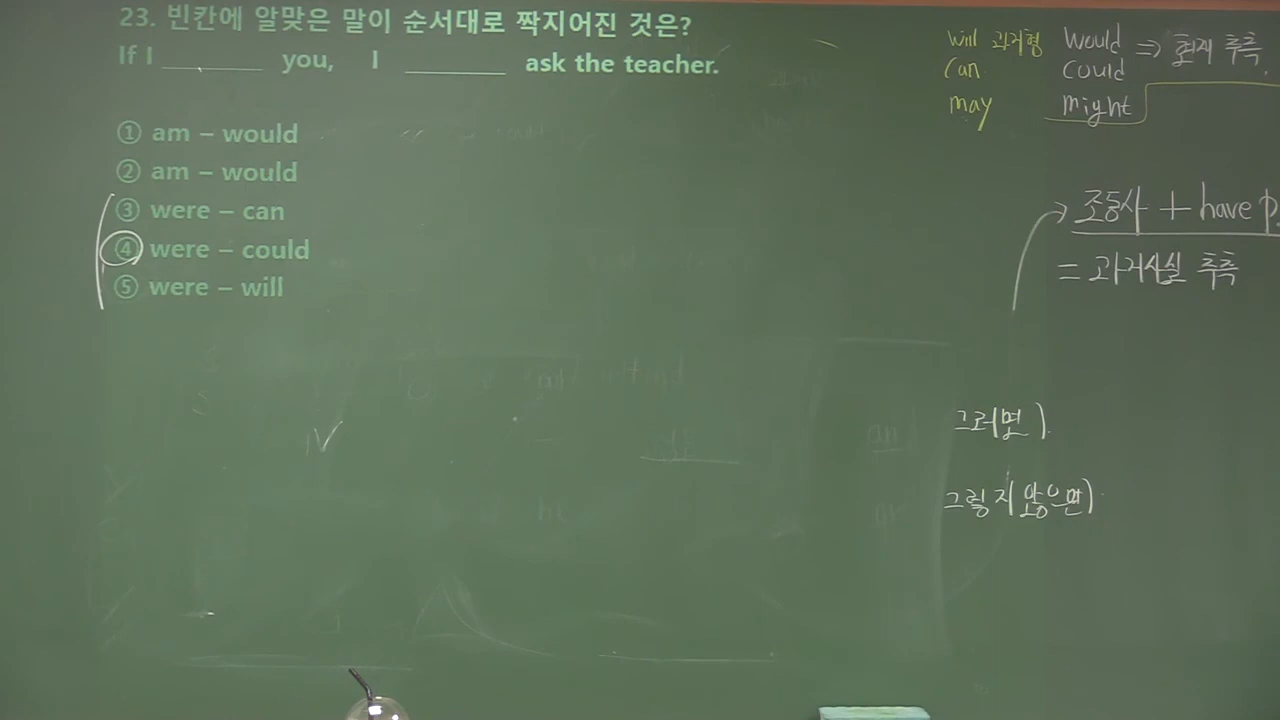 23. 빈칸에 알맞은 말이 순서대로 짝지어진 것은?
If I ________ you, I ________ ask the teacher.
① am – would
② am – would
③ were – can
④ were – could
⑤ were – will
will 과거형 would ⇒ 현재 추측
can could
may might
→ 조동사 + have p.
= 과거사실 추측
그러면).
그렇지 않으면)